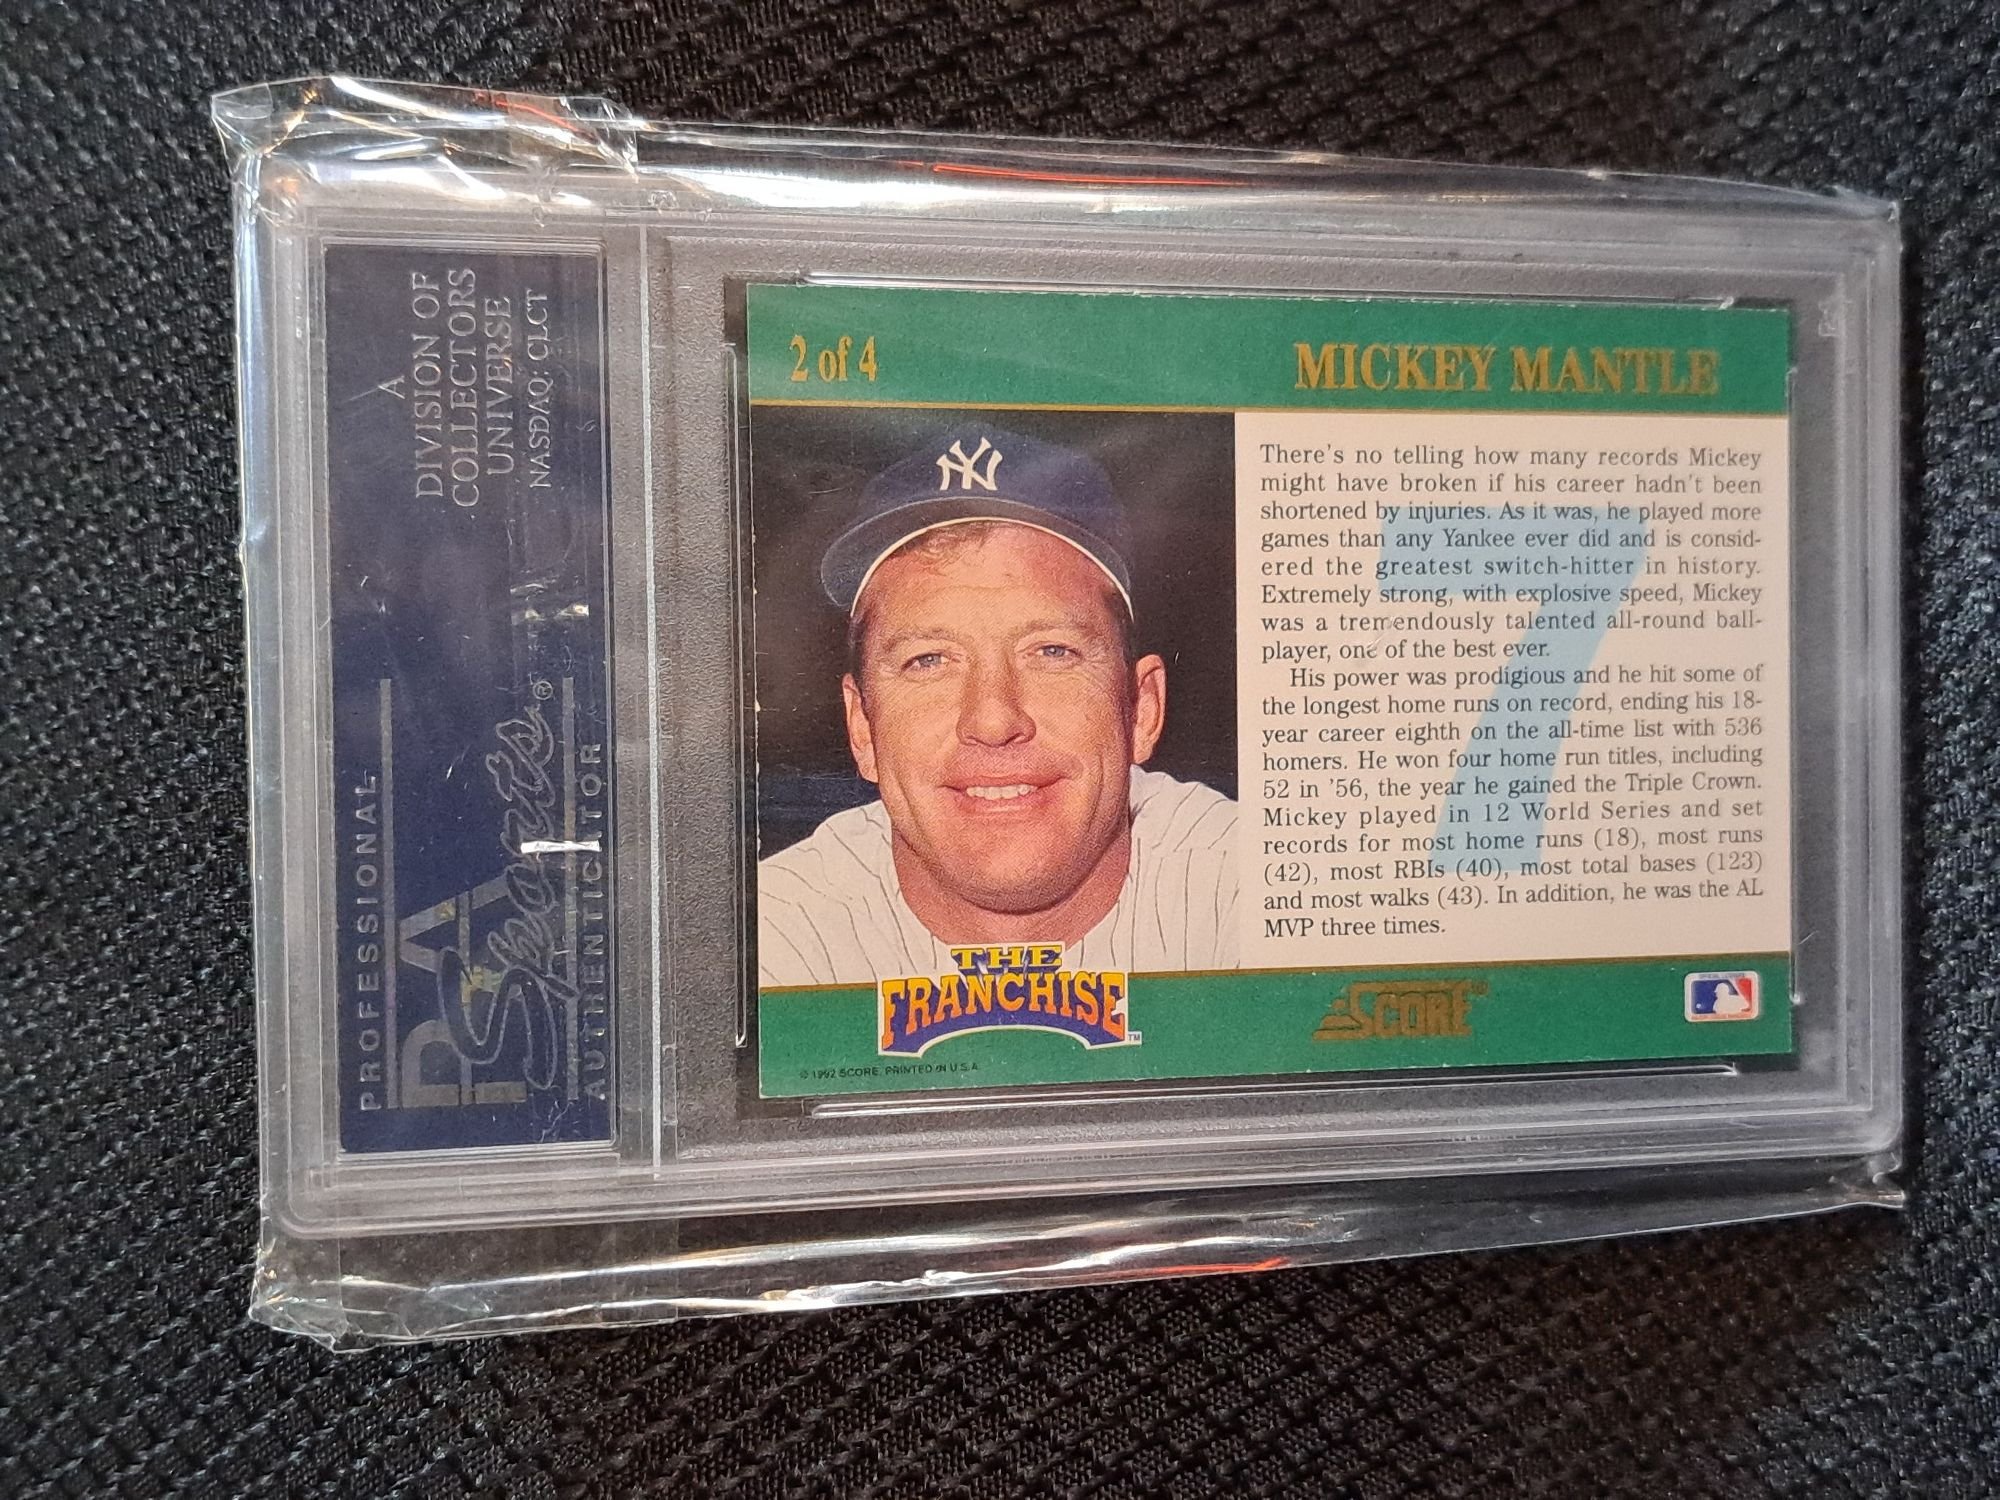 A
DIVISION OF
COLLECTORS
UNIVERSE
NASDAQ: CLCT
PROFESSIONAL
PSA
Sports®
AUTHENTICATOR
2 of 4
MICKEY MANTLE
NY
There's no telling how many records Mickey
might have broken if his career hadn't been
shortened by injuries. As it was, he played more
games than any Yankee ever did and is consid-
ered the greatest switch-hitter in history.
Extremely strong, with explosive speed, Mickey
was a tremendously talented all-round ball-
player, one of the best ever.
His power was prodigious and he hit some of
the longest home runs on record, ending his 18-
year career eighth on the all-time list with 536
homers. He won four home run titles, including
52 in '56, the year he gained the Triple Crown.
Mickey played in 12 World Series and set
records for most home runs (18), most runs
(42), most RBIs (40), most total bases (123)
and most walks (43). In addition, he was the AL
MVP three times.
7
THE
FRANCHISE™
SCORE™
© 1992 SCORE, PRINTED IN U.S.A.